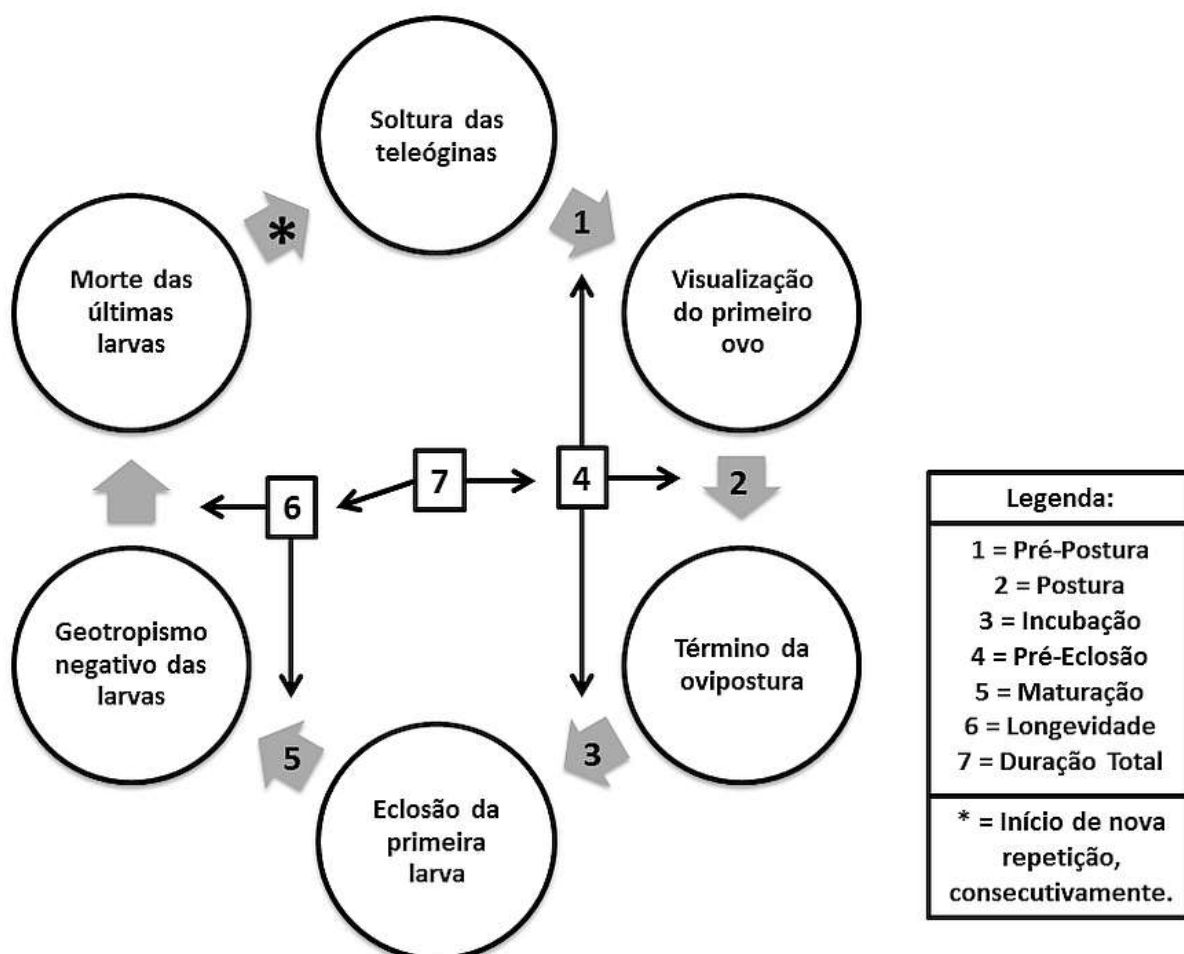 Soltura das
teleóginas
*
1
Morte das
últimas
larvas
Visualização
do primeiro
ovo
6
7
4
2
Geotropismo
negativo das
larvas
Término da
ovipostura
5
3
Eclosão da
primeira
larva
Legenda:
1 = Pré-Postura
2 = Postura
3 = Incubação
4 = Pré-Eclosão
5 = Maturação
6 = Longevidade
7 = Duração Total
* = Início de nova
repetição,
consecutivamente.